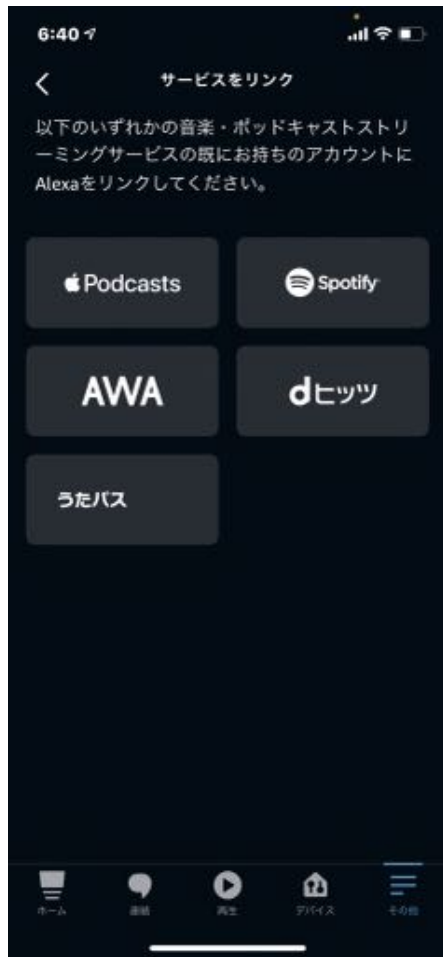 6:40
サービスをリンク
以下のいずれかの音楽・ポッドキャストストリ
ーミングサービスの既にお持ちのアカウントに
Alexaをリンクしてください。
Podcasts
Spotify
AWA
dヒッツ
うたパス
ホーム
連絡
再生
デバイス
その他